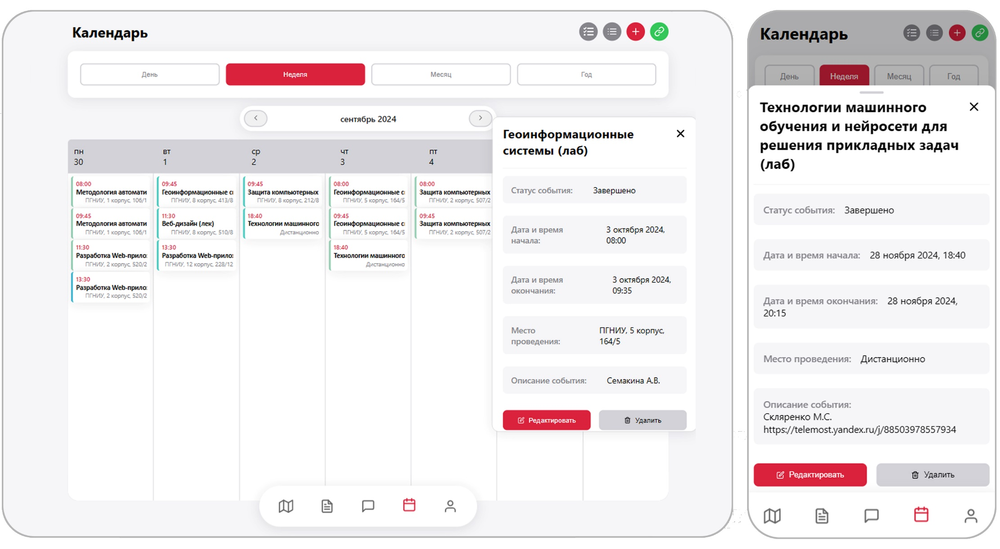 Календарь
День
Неделя
Месяц
Год
сентябрь 2024
пн
30
вт
1
ср
2
чт
3
пт
4
08:00
Методология автомати
ПГНИУ, 1 корпус, 106/1
09:45
Методология автомати
ПГНИУ, 1 корпус, 106/1
11:30
Разработка Web-прило
ПГНИУ, 2 корпус, 520/2
13:30
Разработка Web-прило
ПГНИУ, 2 корпус, 520/2
09:45
Геоинформационные
ПГНИУ, 8 корпус, 413/8
11:30
Веб-дизайн (лек)
ПГНИУ, 8 корпус, 510/8
13:30
Разработка Web-прило
ПГНИУ, 12 корпус, 228/12
09:45
Защита компьютерных
ПГНИУ, 8 корпус, 212/8
18:40
Технологии машинного
Дистанционно
08:00
Геоинформационные
ПГНИУ, 5 корпус, 164/5
09:45
Геоинформационные
ПГНИУ, 5 корпус, 164/5
18:40
Технологии машинного
Дистанционно
08:00
Защита компьютерных
ПГНИУ, 2 корпус, 507/2
09:45
Защита компьютерных
ПГНИУ, 2 корпус, 507/2
Геоинформационные
системы (лаб)
Статус события: Завершено
Дата и время
начала:
3 октября 2024,
08:00
Дата и время
окончания:
3 октября 2024,
09:35
Место
проведения:
ПГНИУ, 5 корпус,
164/5
Описание события: Семакина А.В.
Редактировать
Удалить
Календарь
День
Неделя
Месяц
Год
Технологии машинного
обучения и нейросети для
решения прикладных задач
(лаб)
Статус события: Завершено
Дата и время начала: 28 ноября 2024, 18:40
Дата и время окончания: 28 ноября 2024,
20:15
Место проведения: Дистанционно
Описание события:
Скляренко М.С.
https://telemost.yandex.ru/j/88503978557934
Редактировать
Удалить